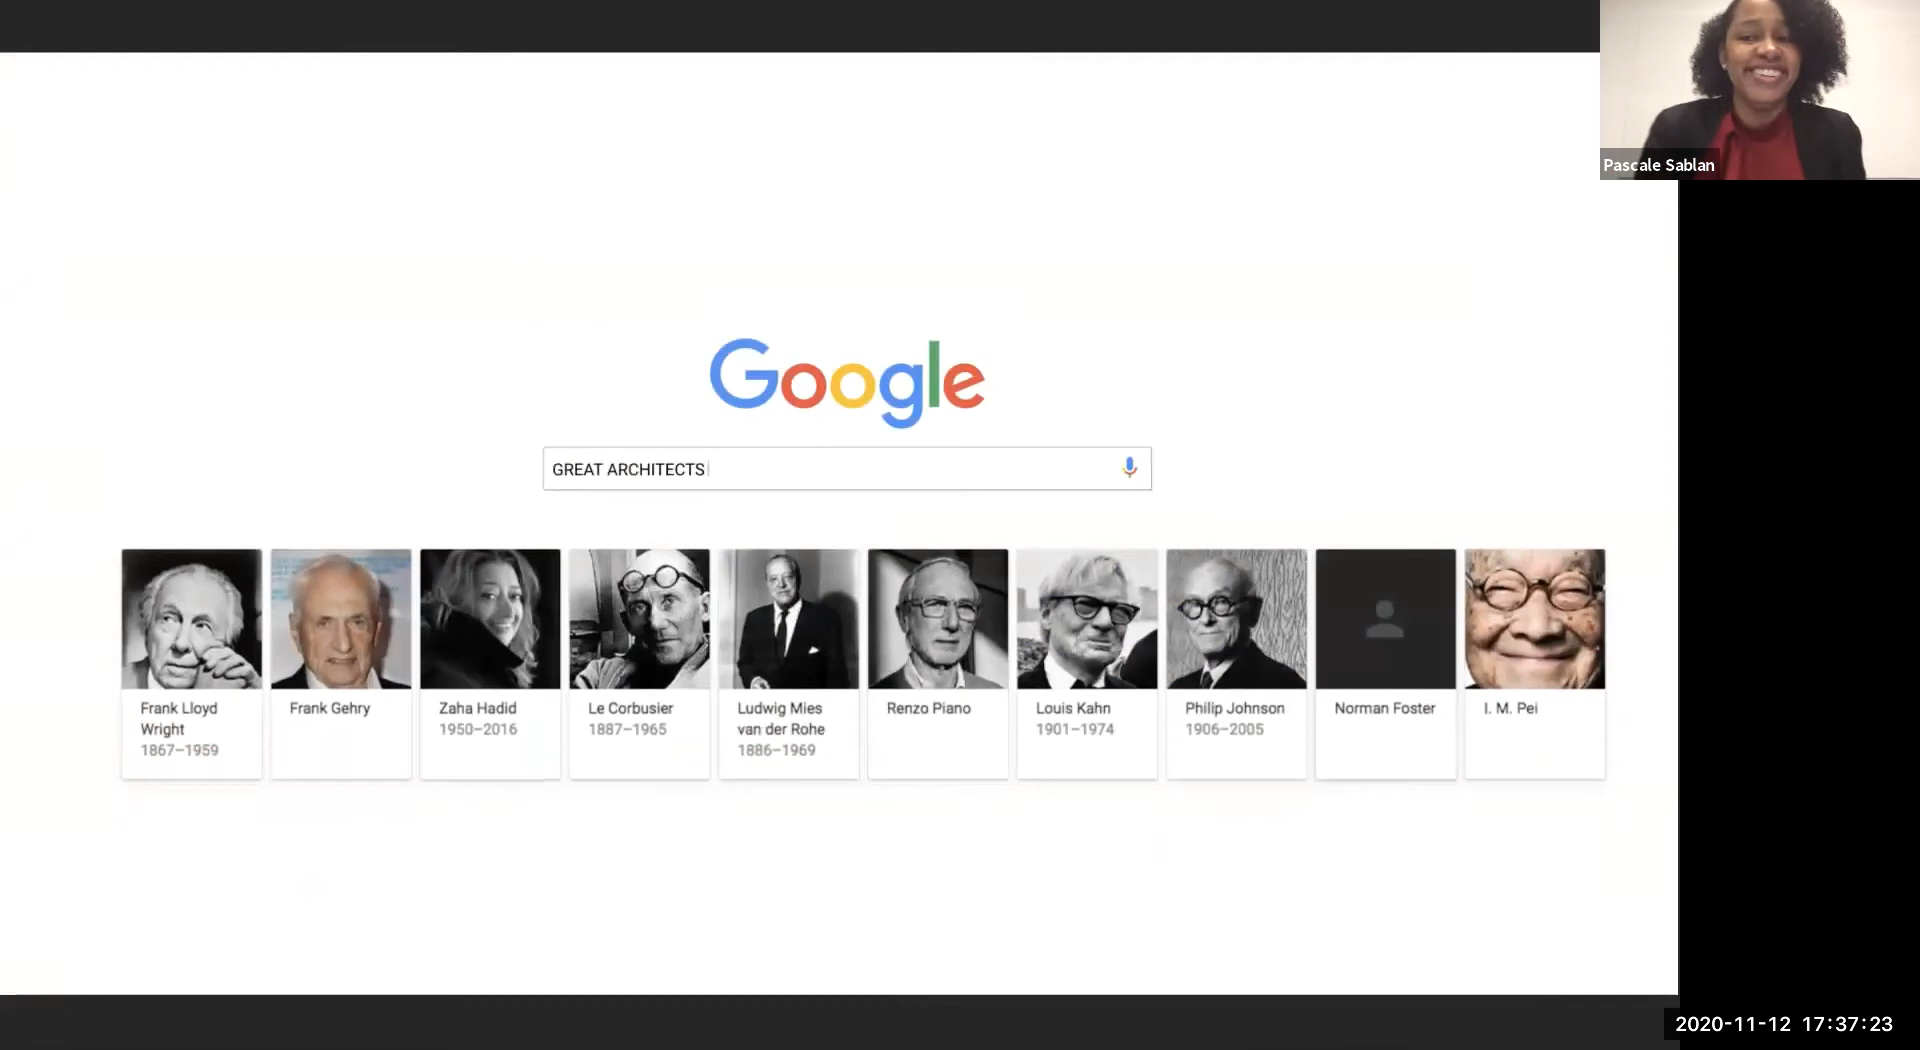 Pascale Sablan
Google
GREAT ARCHITECTS
Frank Lloyd
Wright
1867–1959
Frank Gehry
Zaha Hadid
1950–2016
Le Corbusier
1887–1965
Ludwig Mies
van der Rohe
1886–1969
Renzo Piano
Louis Kahn
1901–1974
Philip Johnson
1906–2005
Norman Foster
I. M. Pei
2020-11-12 17:37:23